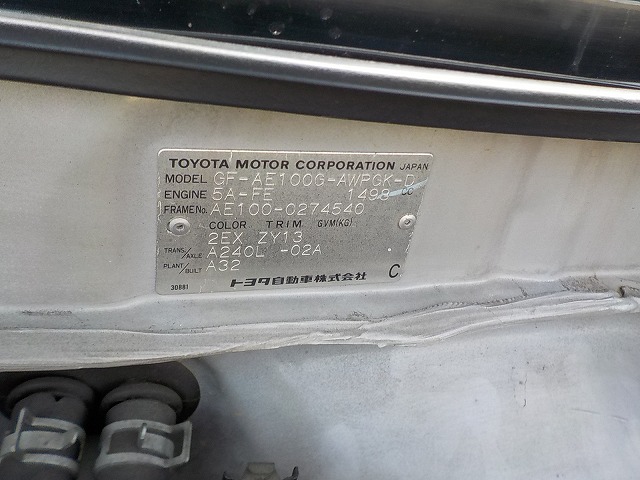 TOYOTA MOTOR CORPORATION JAPAN
MODEL GF-AE100G-AWPGK-D
ENGINE 5A-FE 1498 CC
FRAME No. AE100-0274540
COLOR TRIM GVM(KG)
2EX ZY13
TRANS./AXLE A240L -02A
PLANT/BUILT A32
トヨタ自動車株式会社 C
30881